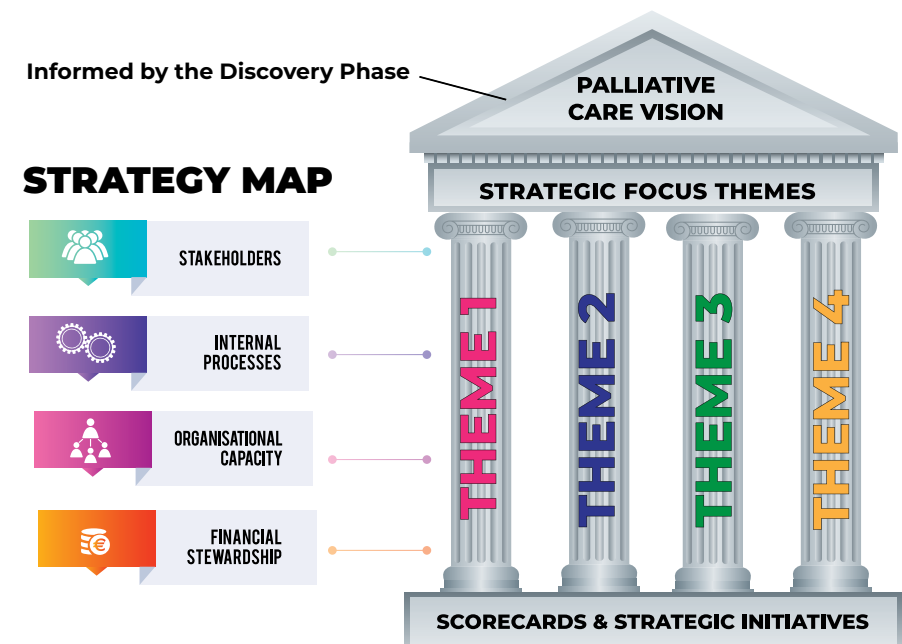 Informed by the Discovery Phase
PALLIATIVE
CARE VISION
STRATEGIC FOCUS THEMES
STRATEGY MAP
STAKEHOLDERS
INTERNAL
PROCESSES
ORGANISATIONAL
CAPACITY
€
FINANCIAL
STEWARDSHIP
THEME 1
THEME 2
THEME 3
THEME 4
SCORECARDS & STRATEGIC INITIATIVES